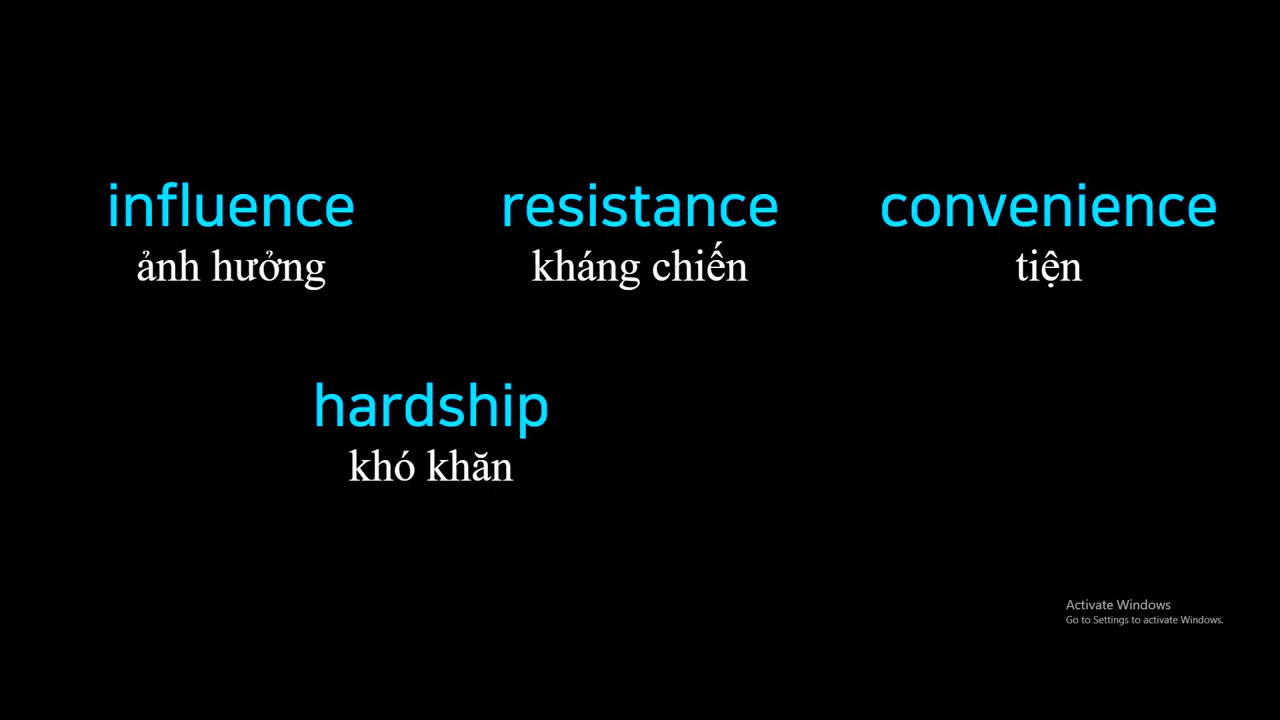 influence
ảnh hưởng
resistance
kháng chiến
convenience
tiện
hardship
khó khăn
Activate Windows
Go to Settings to activate Windows.